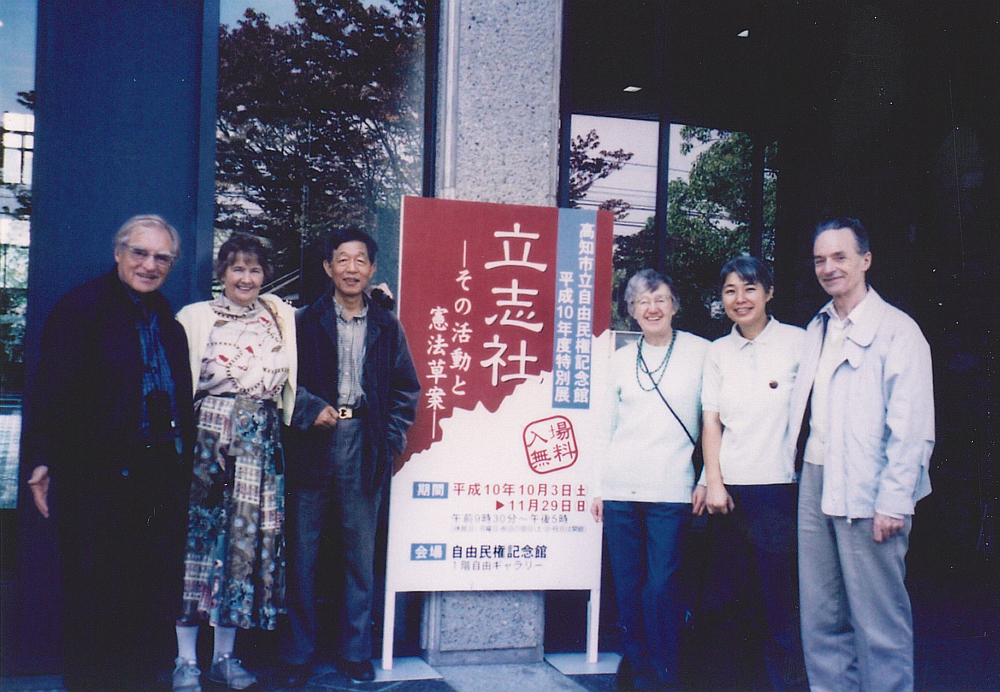 高知市立自由民権記念館
平成10年度特別展
立志社
―その活動と
憲法草案―
入場
無料
期間 平成10年10月3日土
▶11月29日日
午前9時30分～午後5時
会場 自由民権記念館
1階自由ギャラリー